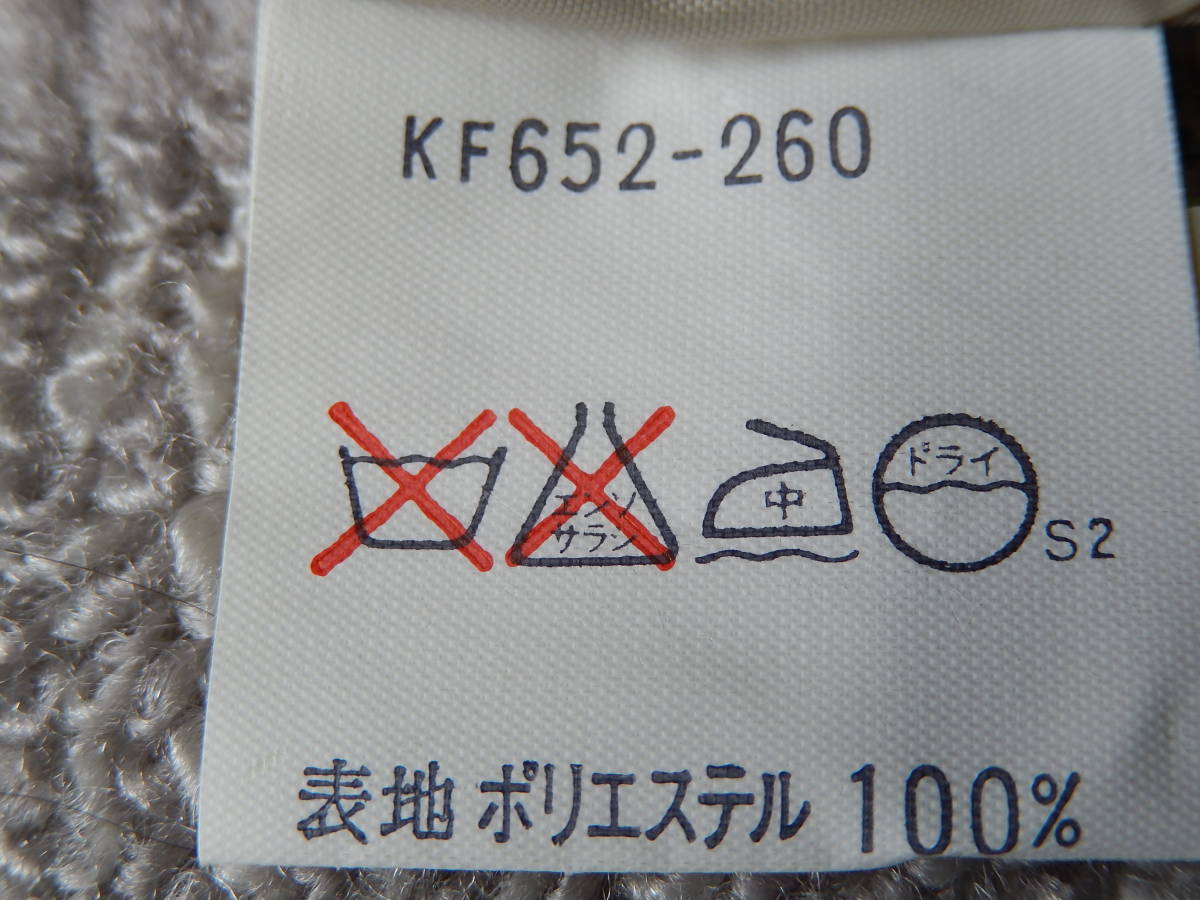 KF652-260
エンソ
サラシ
中
ドライ
S2
表地 ポリエステル 100%